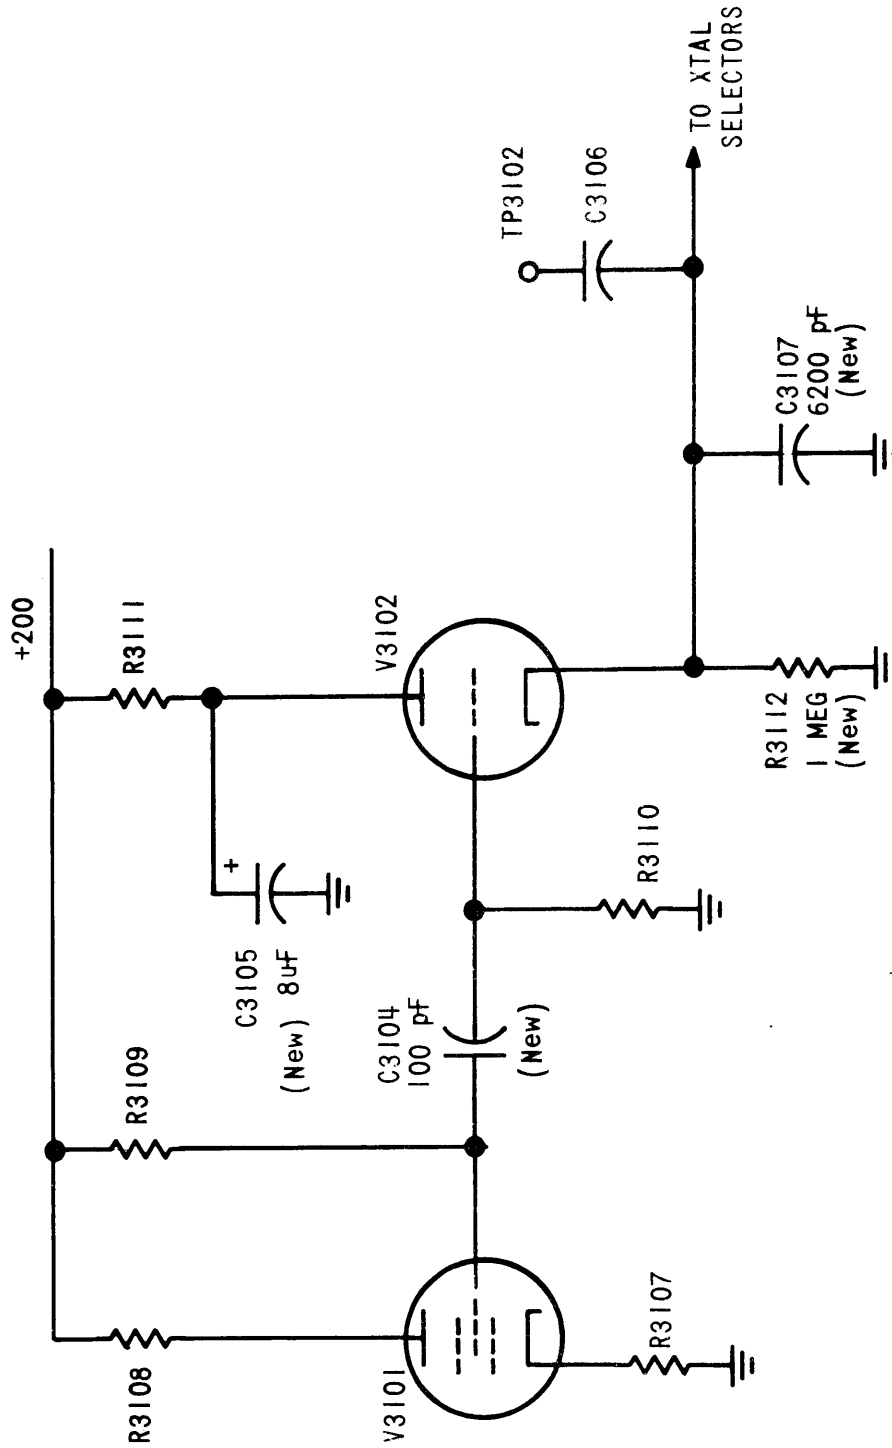 +200
R3108
R3109
R3111
C3105
(New) 8uF
+
V3101
V3102
C3104
100 pF
(New)
TP3102
C3106
R3107
R3110
R3112
1 MEG
(New)
C3107
6200 pF
(New)
TO XTAL
SELECTORS